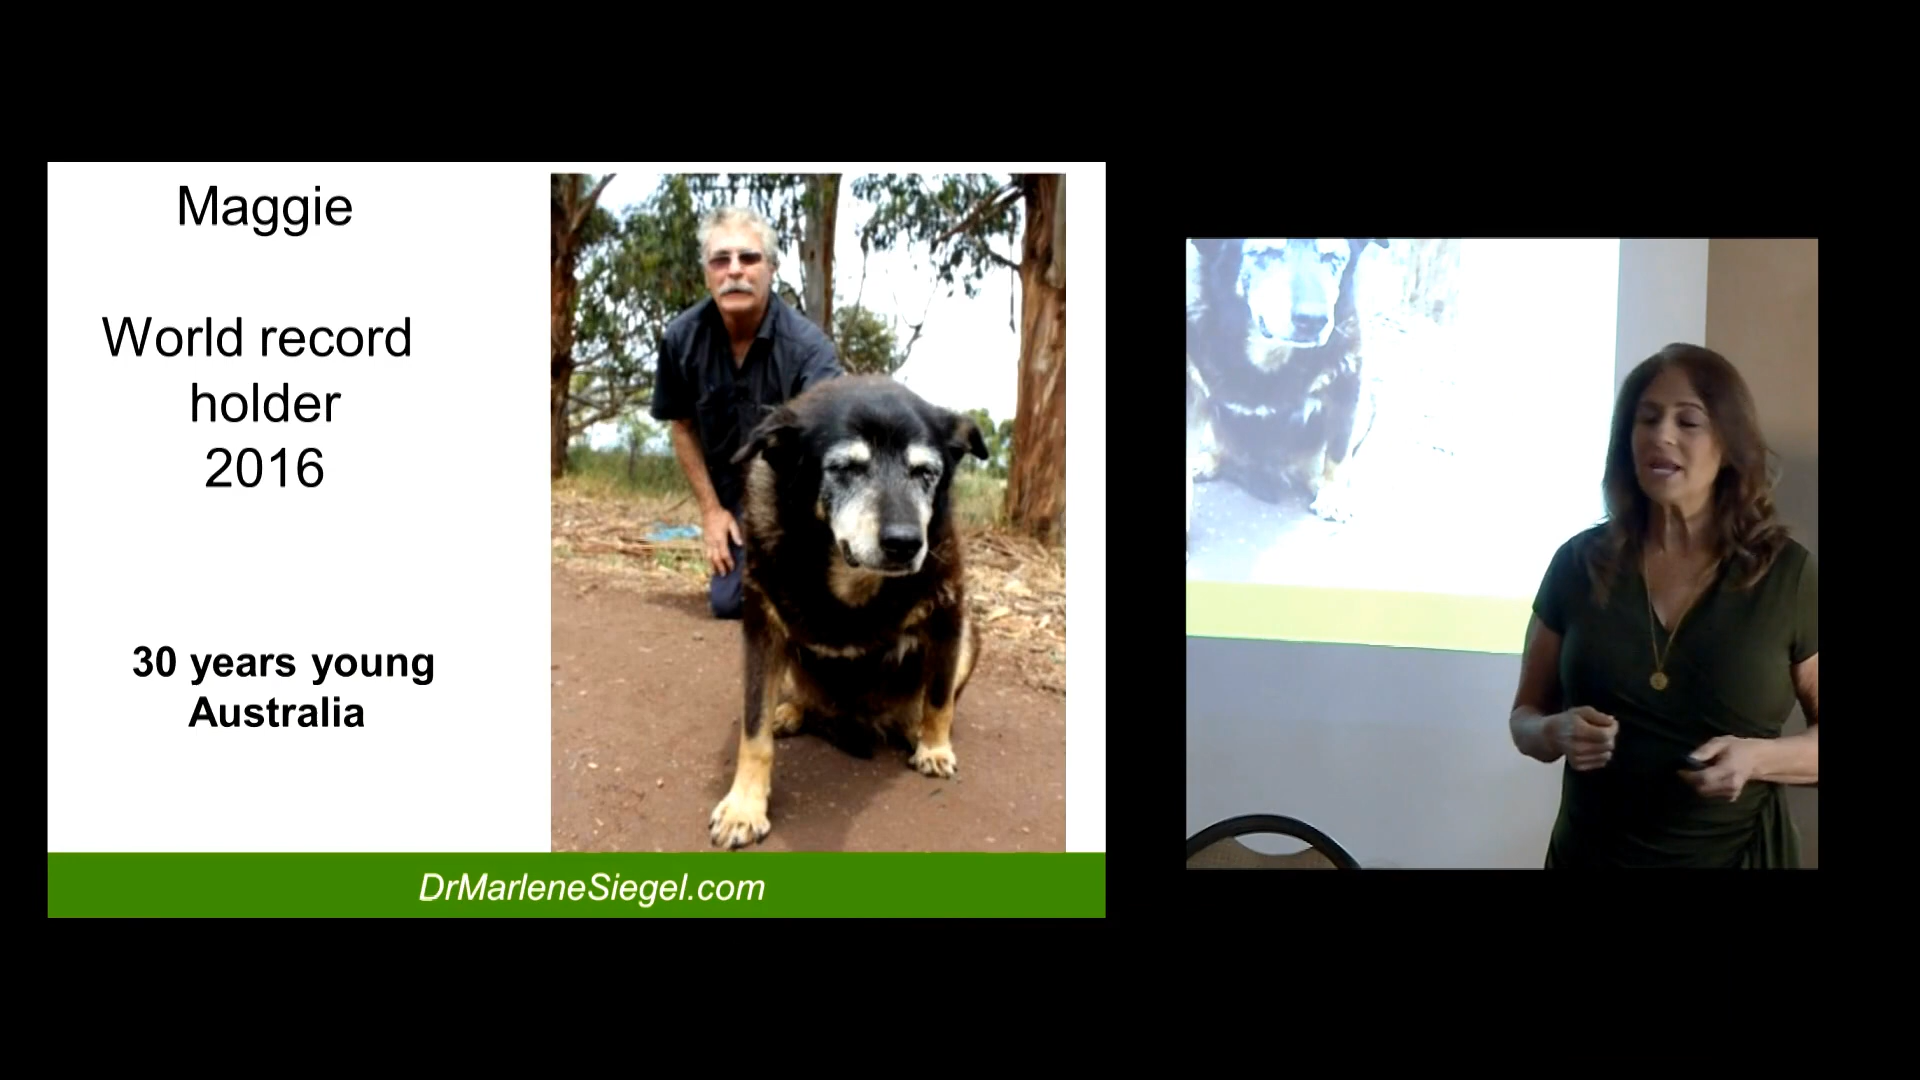 Maggie
World record
holder
2016
30 years young
Australia
DrMarleneSiegel.com